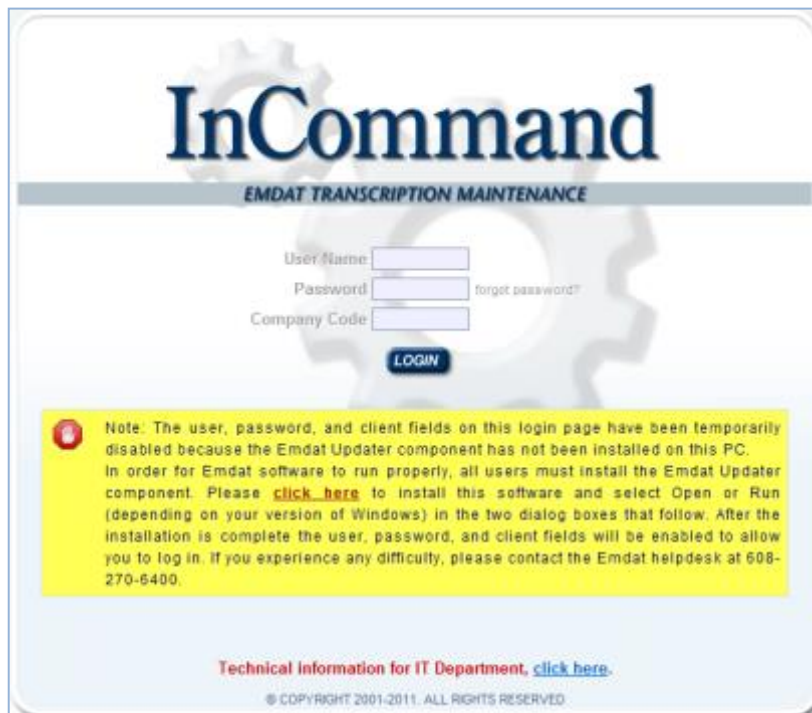 InCommand
EMDAT TRANSCRIPTION MAINTENANCE
User Name
Password forgot password?
Company Code
LOGIN
Note: The user, password, and client fields on this login page have been temporarily
disabled because the Emdat Updater component has not been installed on this PC.
In order for Emdat software to run properly, all users must install the Emdat Updater
component. Please click here to install this software and select Open or Run
(depending on your version of Windows) in the two dialog boxes that follow. After the
installation is complete the user, password, and client fields will be enabled to allow
you to log in. If you experience any difficulty, please contact the Emdat helpdesk at 608-
270-6400.
Technical information for IT Department, click here.
© COPYRIGHT 2001-2011. ALL RIGHTS RESERVED